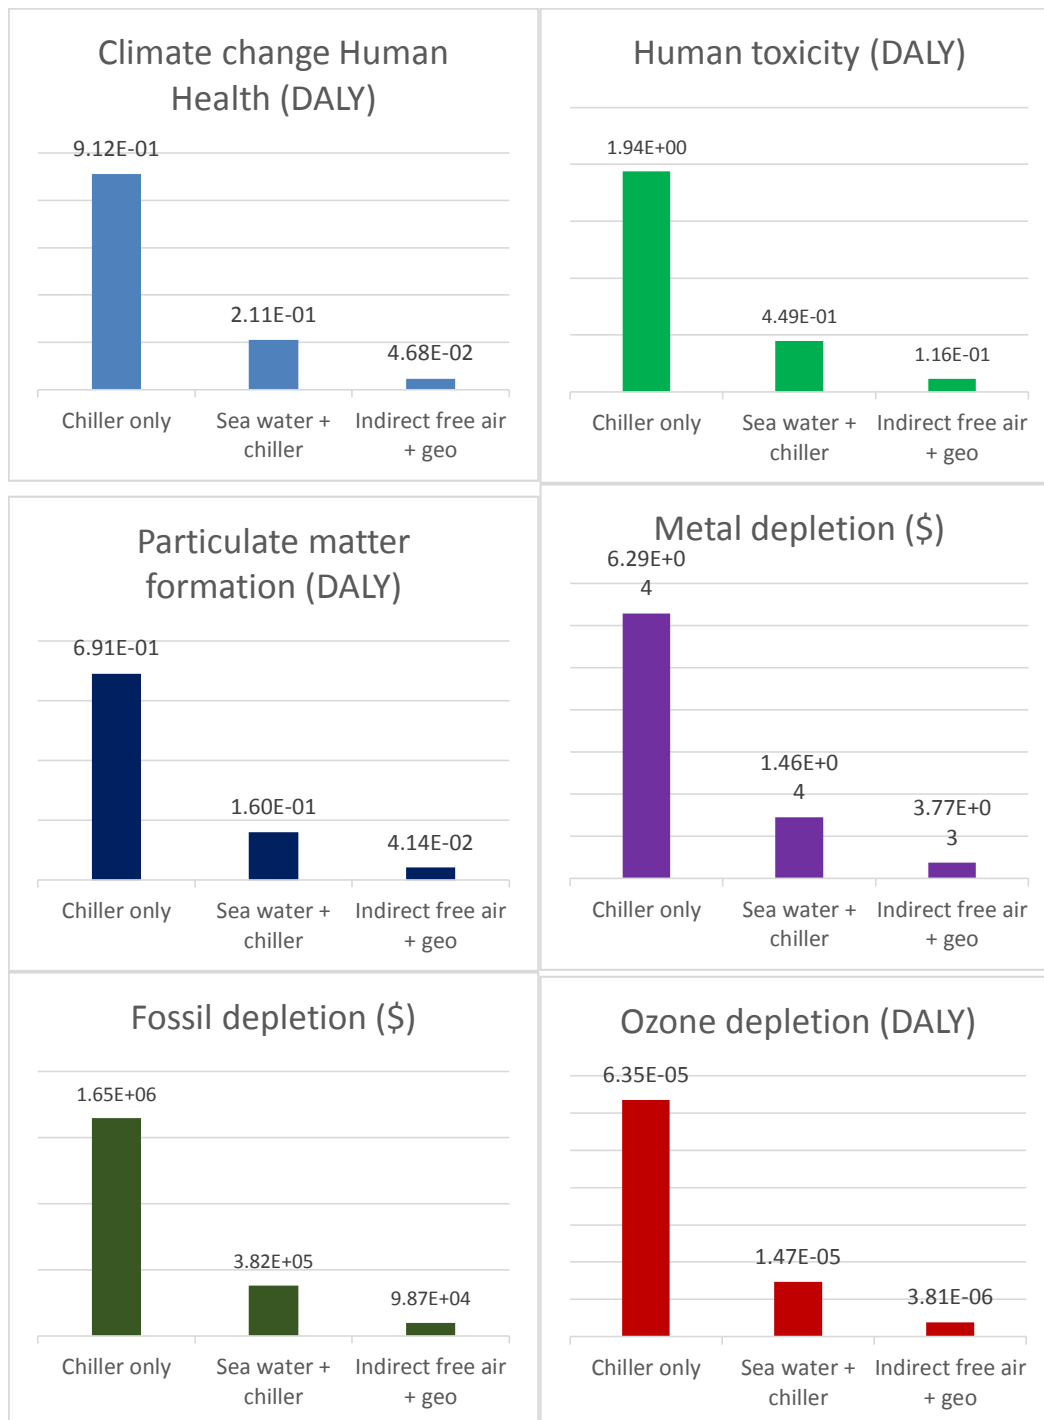 Climate change Human
Health (DALY)
9.12E-01
2.11E-01
4.68E-02
Chiller only
Sea water +
chiller
Indirect free air
+ geo
Human toxicity (DALY)
1.94E+00
4.49E-01
1.16E-01
Chiller only
Sea water +
chiller
Indirect free air
+ geo
Particulate matter
formation (DALY)
6.91E-01
1.60E-01
4.14E-02
Chiller only
Sea water +
chiller
Indirect free air
+ geo
Metal depletion ($)
6.29E+0
4
1.46E+0
4
3.77E+0
3
Chiller only
Sea water +
chiller
Indirect free air
+ geo
Fossil depletion ($)
1.65E+06
3.82E+05
9.87E+04
Chiller only
Sea water +
chiller
Indirect free air
+ geo
Ozone depletion (DALY)
6.35E-05
1.47E-05
3.81E-06
Chiller only
Sea water +
chiller
Indirect free air
+ geo